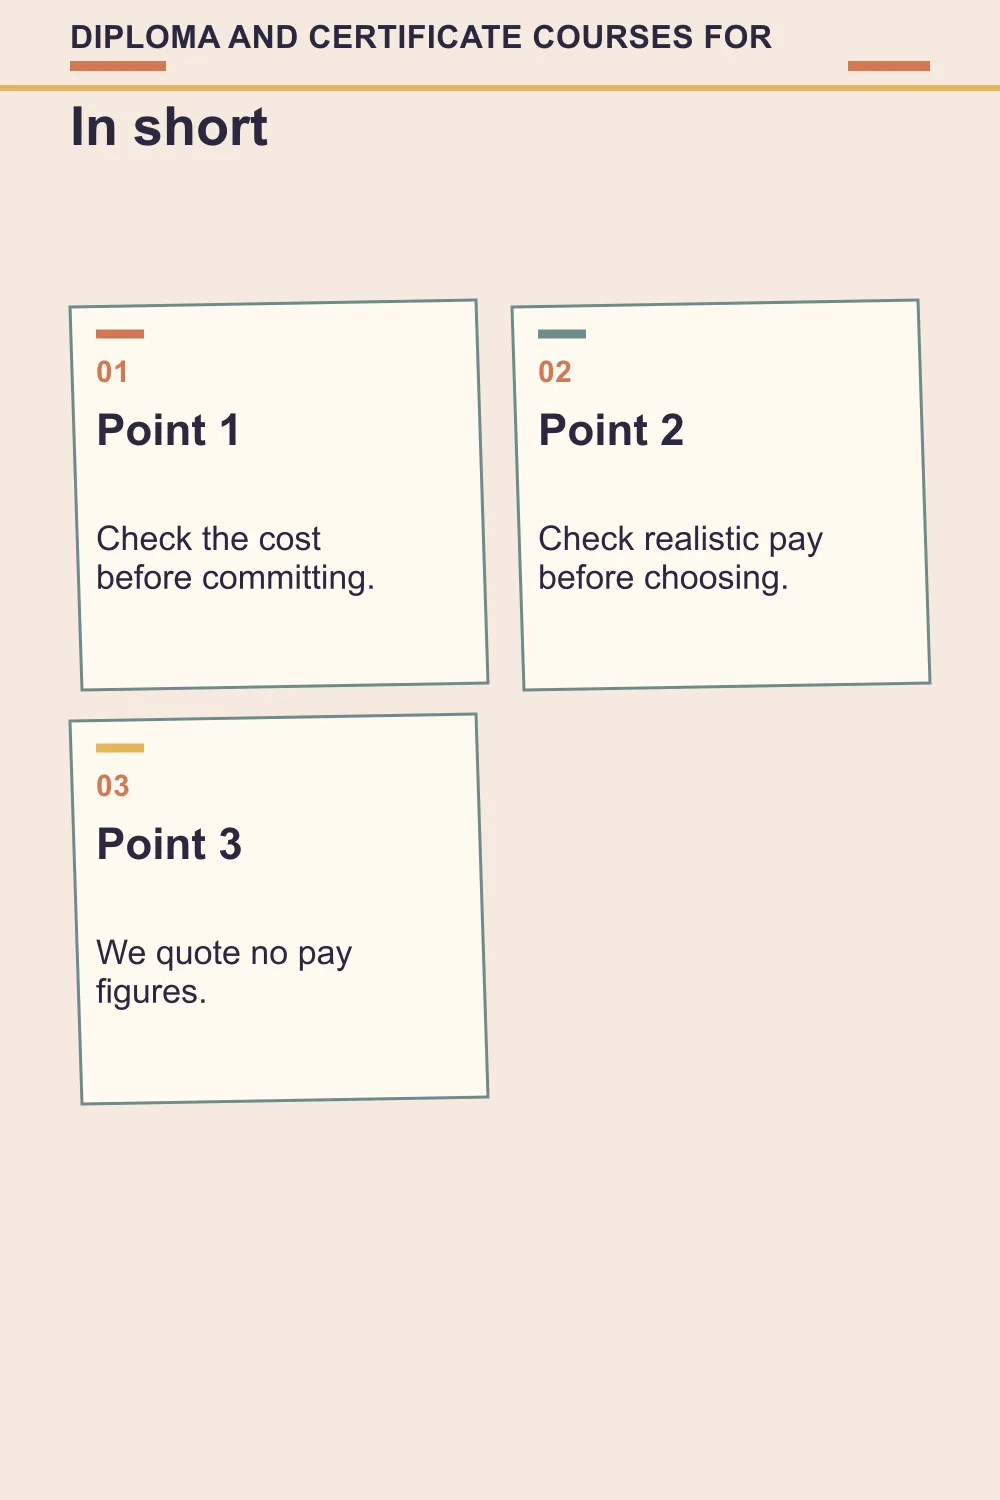 DIPLOMA AND CERTIFICATE COURSES FOR
In short
01
Point 1
Check the cost
before committing.
02
Point 2
Check realistic pay
before choosing.
03
Point 3
We quote no pay
figures.